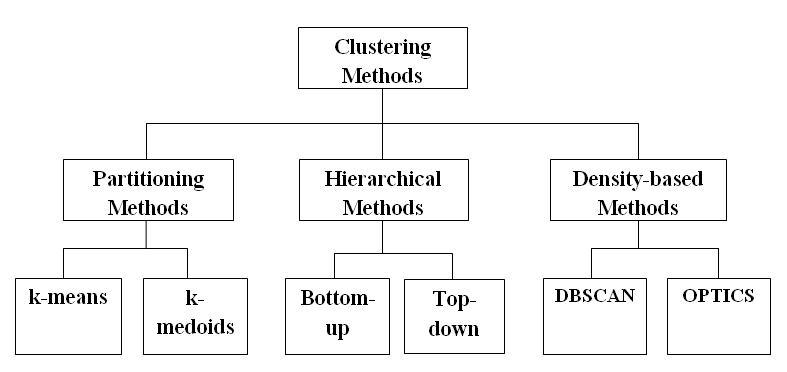 Clustering
Methods
Partitioning
Methods
Hierarchical
Methods
Density-based
Methods
k-means
k-
medoids
Bottom-
up
Top-
down
DBSCAN
OPTICS